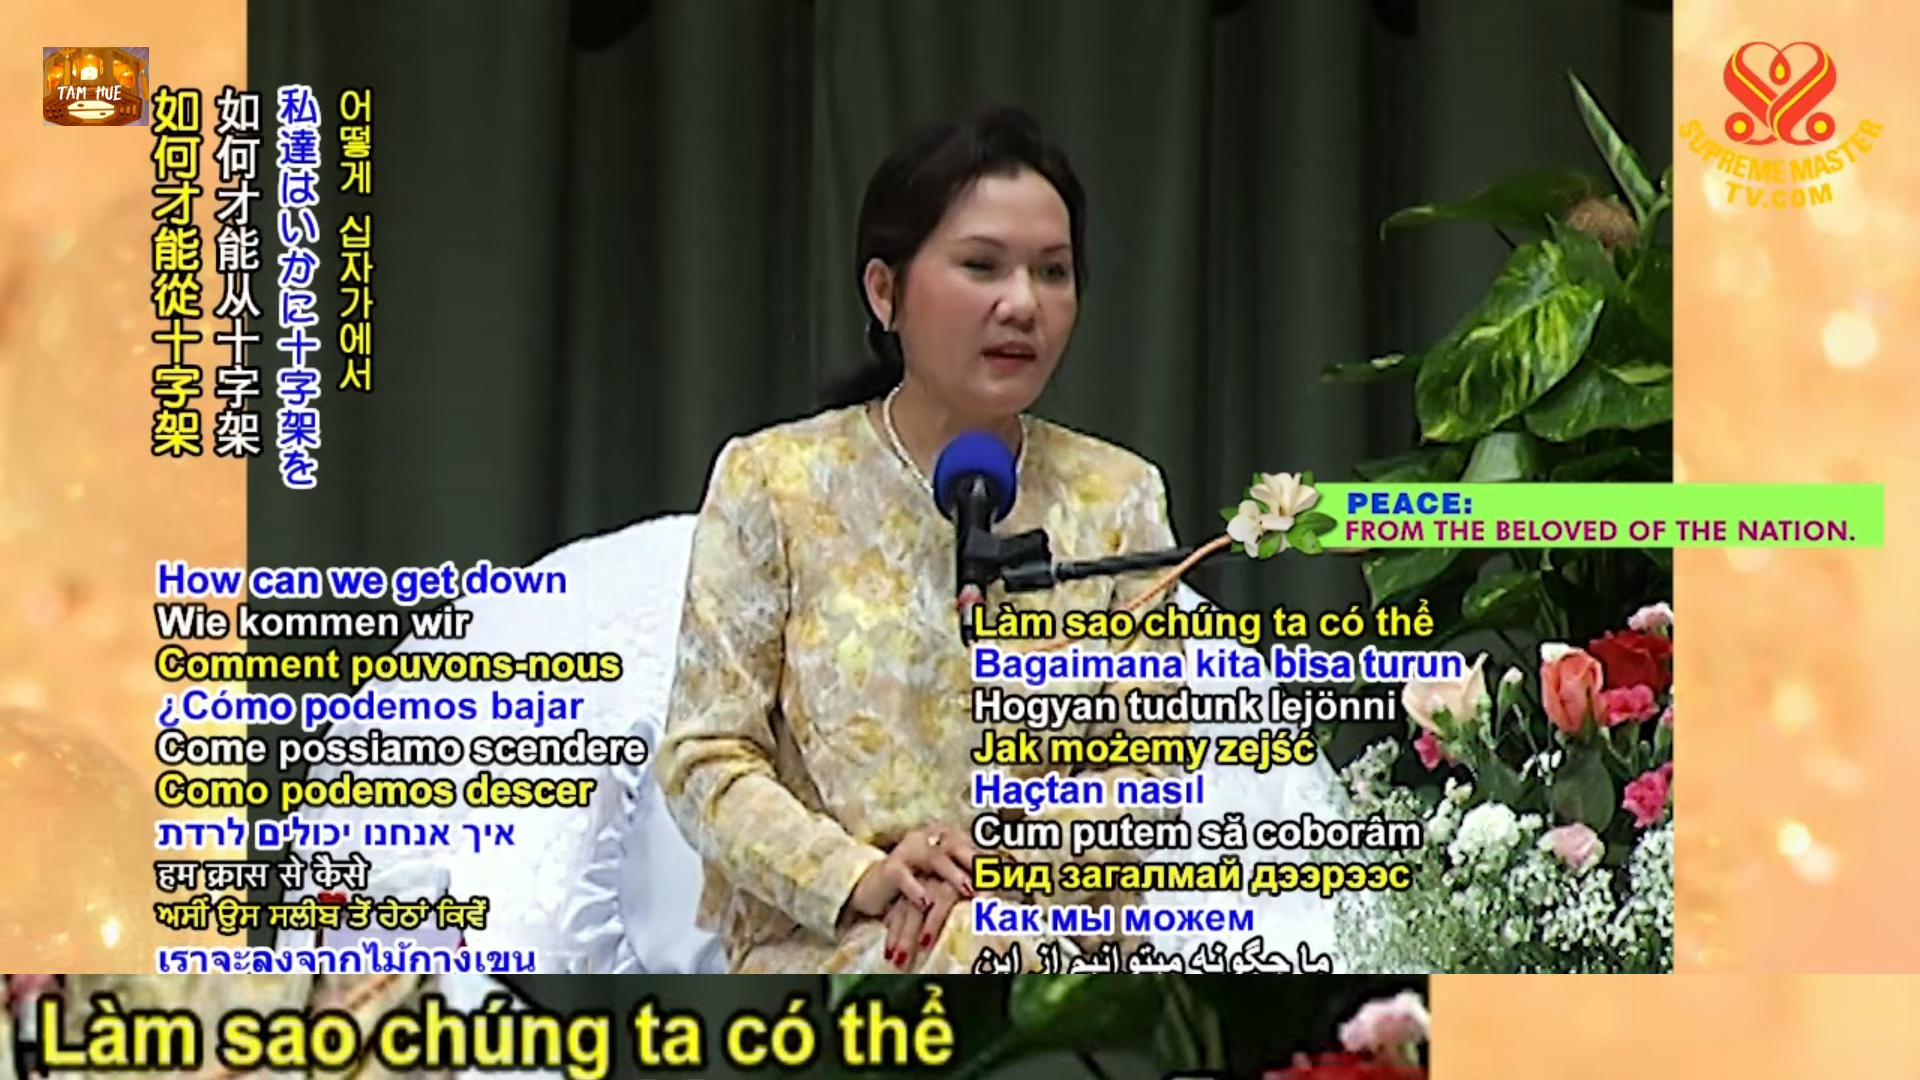 TAM HUE
如何才能從十字架
如何才能从十字架
私達はいかに十字架を
어떻게 십자가에서
SUPREME MASTER
TV.COM
PEACE:
FROM THE BELOVED OF THE NATION.
How can we get down
Wie kommen wir
Comment pouvons-nous
¿Cómo podemos bajar
Come possiamo scendere
Como podemos descer
איך אנחנו יכולים לרדת
हम क्रास से कैसे
ਅਸੀਂ ਉਸ ਸਲੀਬ ਤੋਂ ਹੇਠਾਂ ਕਿਵੇਂ
เราจะลงจากไม้กางเขน
Làm sao chúng ta có thể
Bagaimana kita bisa turun
Hogyan tudunk lejönni
Jak możemy zejść
Haçtan nasıl
Cum putem să coborâm
Бид загалмай дээрээс
Как мы можем
ما چگونه میتوانیم از این
Làm sao chúng ta có thể